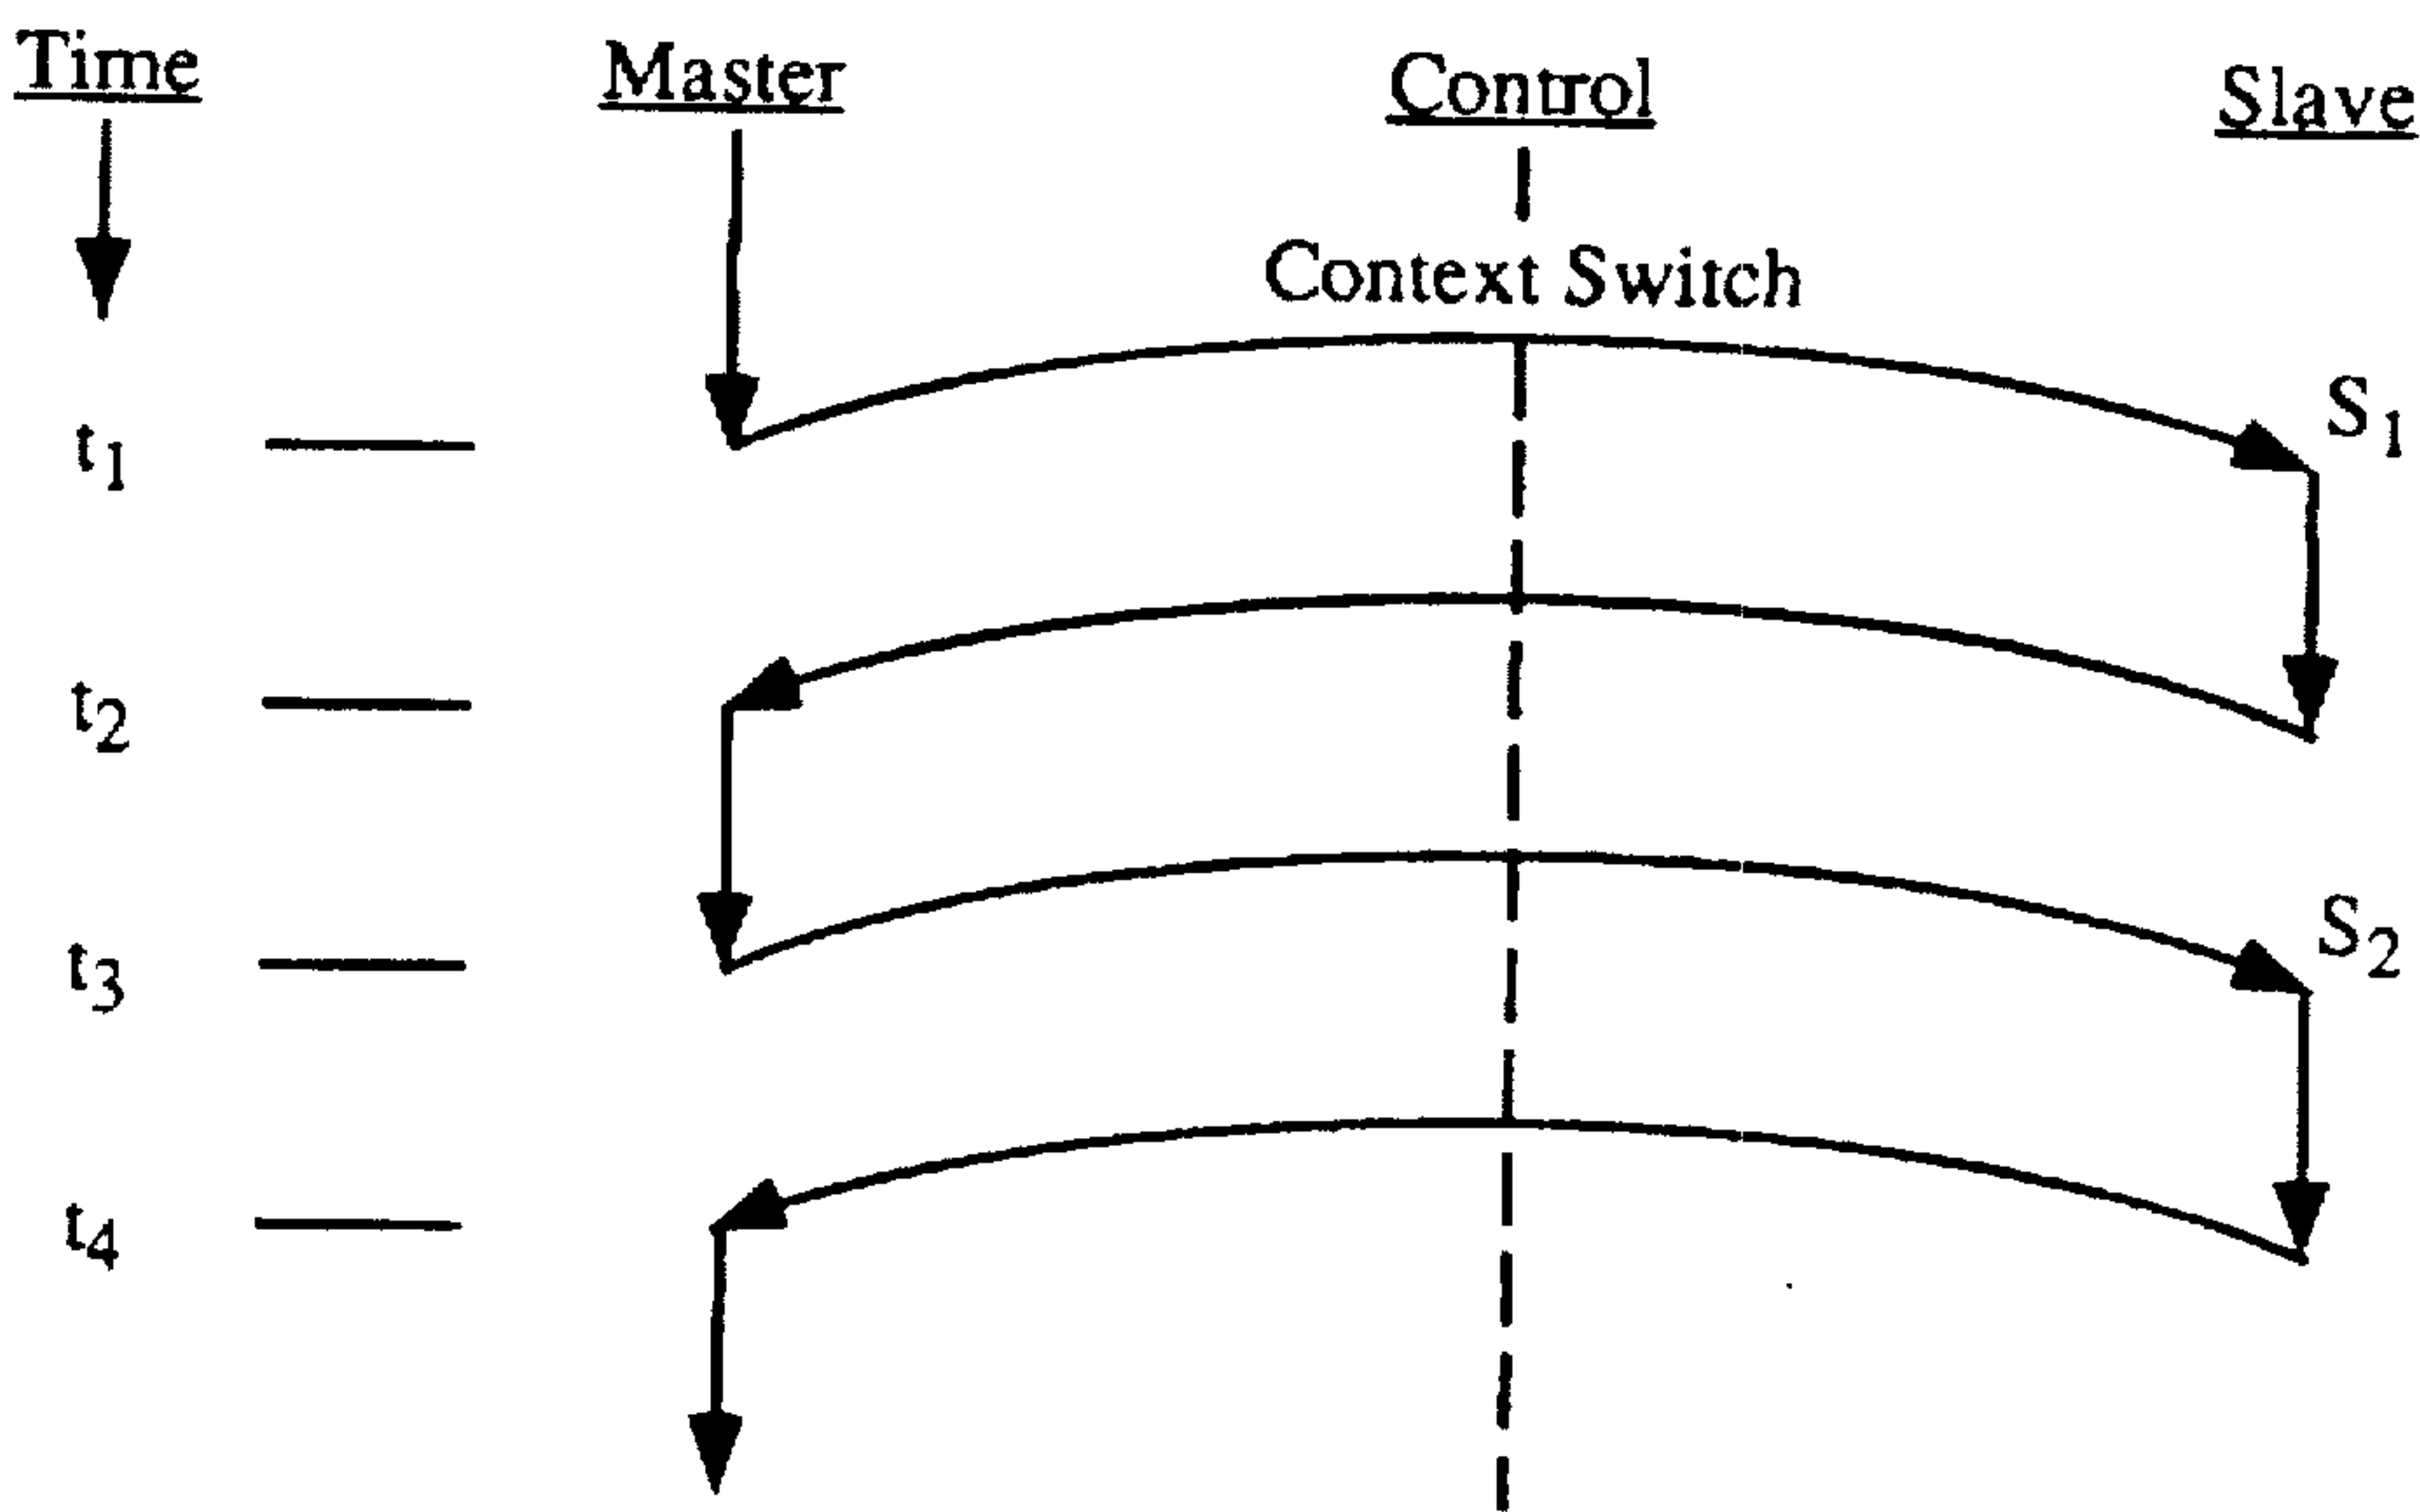 Time Master Control Slave
Context Switch
t1 S1
t2
t3 S2
t4